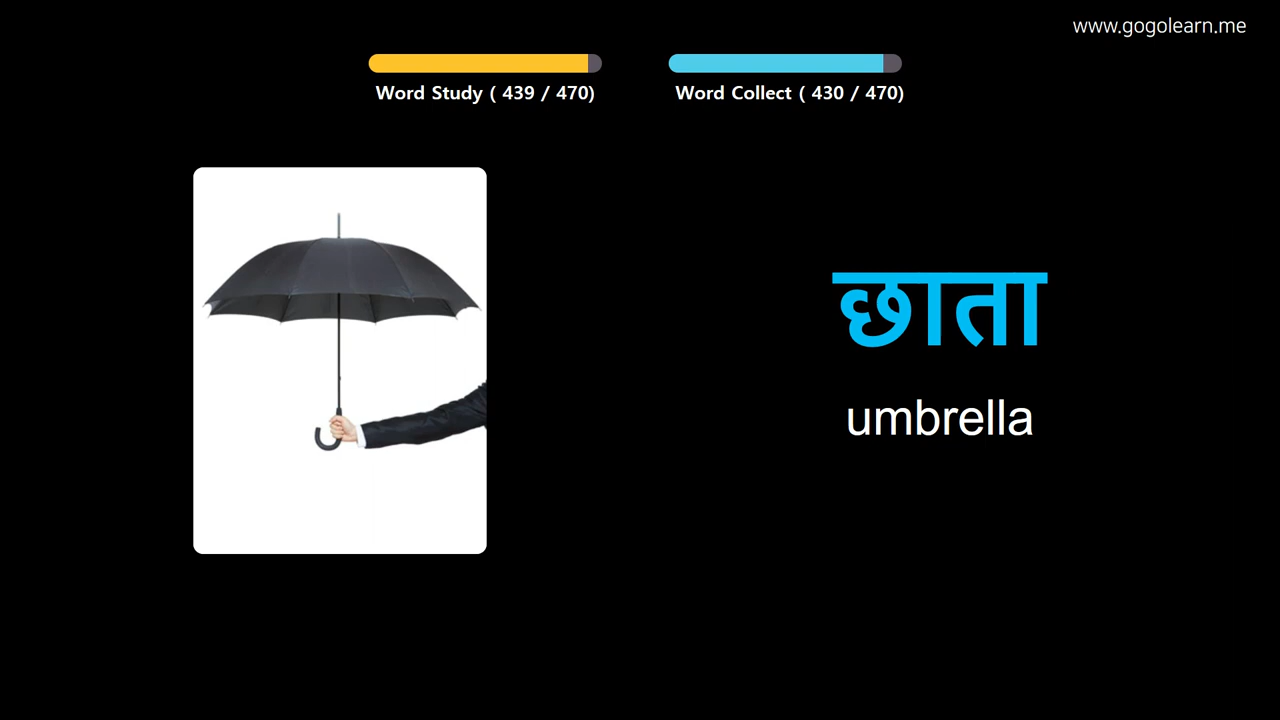 www.gogolearn.me
Word Study ( 439 / 470)
Word Collect ( 430 / 470)
छाता
umbrella